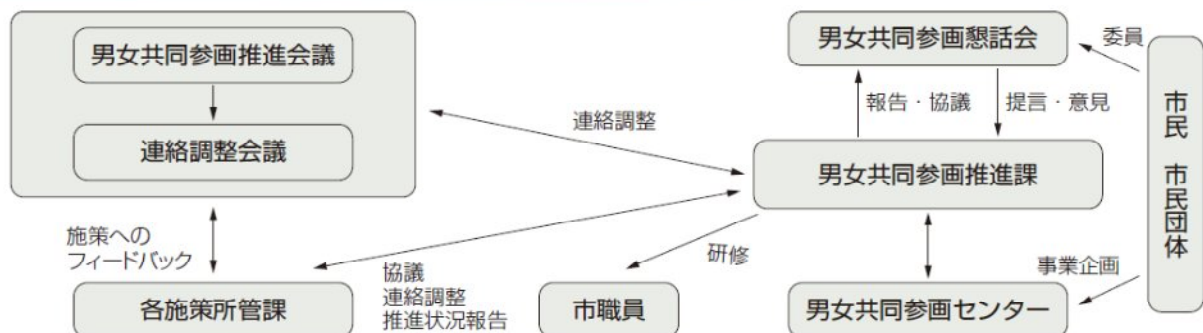 男女共同参画推進会議
連絡調整会議
施策への
フィードバック
各施策所管課
連絡調整
協議
連絡調整
推進状況報告
市職員
研修
男女共同参画懇話会
報告・協議
提言・意見
男女共同参画推進課
男女共同参画センター
委員
事業企画
市民 市民団体